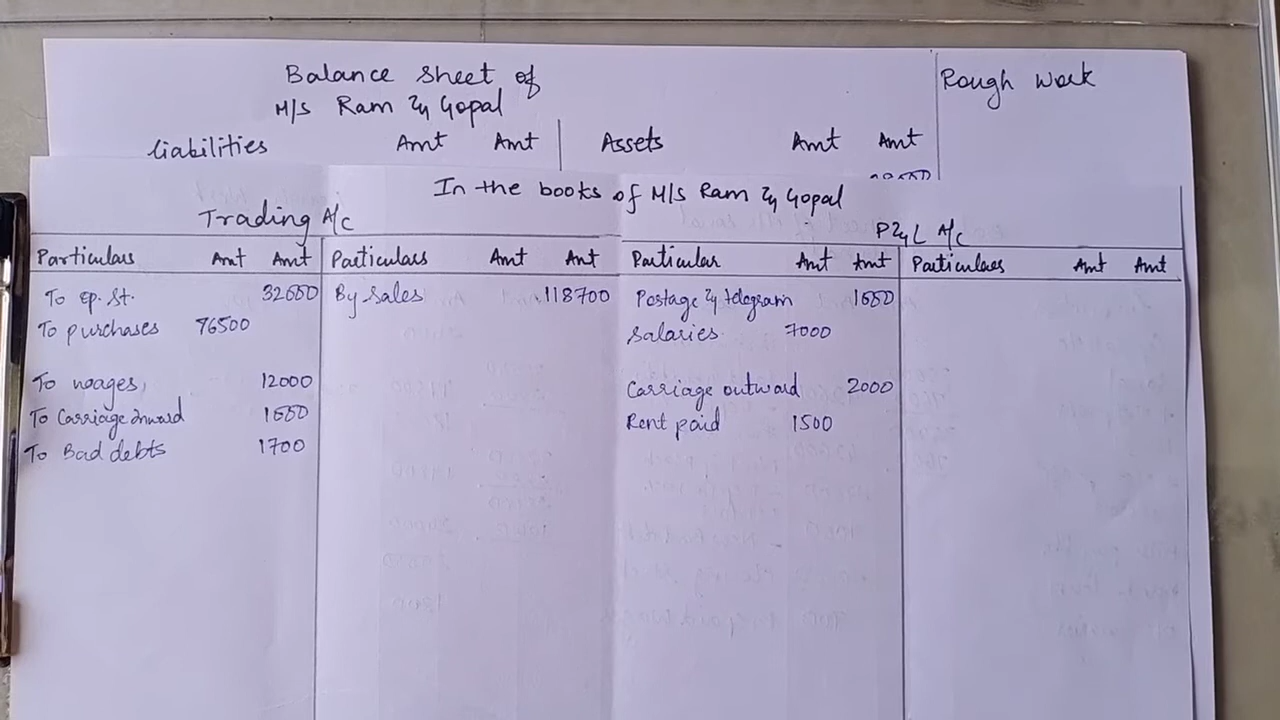 Balance sheet of
M/S Ram & Gopal
Rough work
liabilities Amt Amt Assets Amt Amt
In the books of M/S Ram & Gopal
Trading A/c
P & L A/c
Particulars Amt Amt Particulars Amt Amt Particular Amt Amt Particulars Amt Amt
To op. st. By sales 118700 Postage & telegram
To purchases 76500 Salaries 7000
To wages, 12000 Carriage outward 2000
To Carriage inward Rent paid 1500
To Bad debts 1700